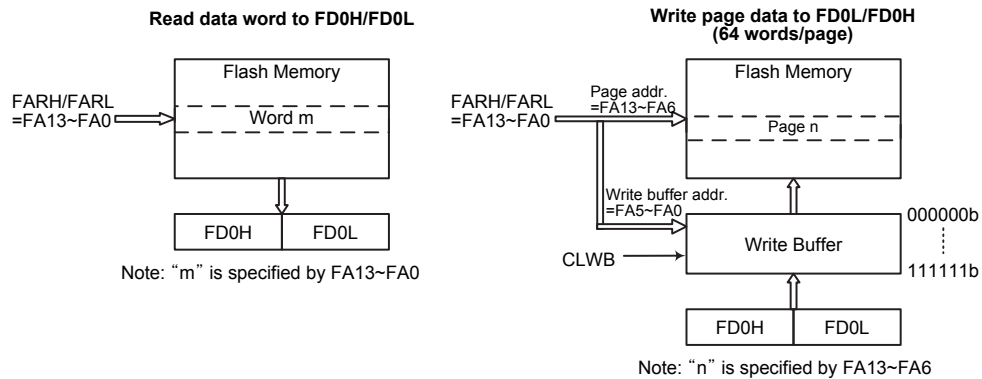 Read data word to FD0H/FD0L
Flash Memory
FARH/FARL
=FA13~FA0
Word m
FD0H
FD0L
Note: “m” is specified by FA13~FA0
Write page data to FD0L/FD0H
(64 words/page)
Flash Memory
Page addr.
=FA13~FA6
FARH/FARL
=FA13~FA0
Page n
Write buffer addr.
=FA5~FA0
000000b
Write Buffer
CLWB
111111b
FD0H
FD0L
Note: “n” is specified by FA13~FA6